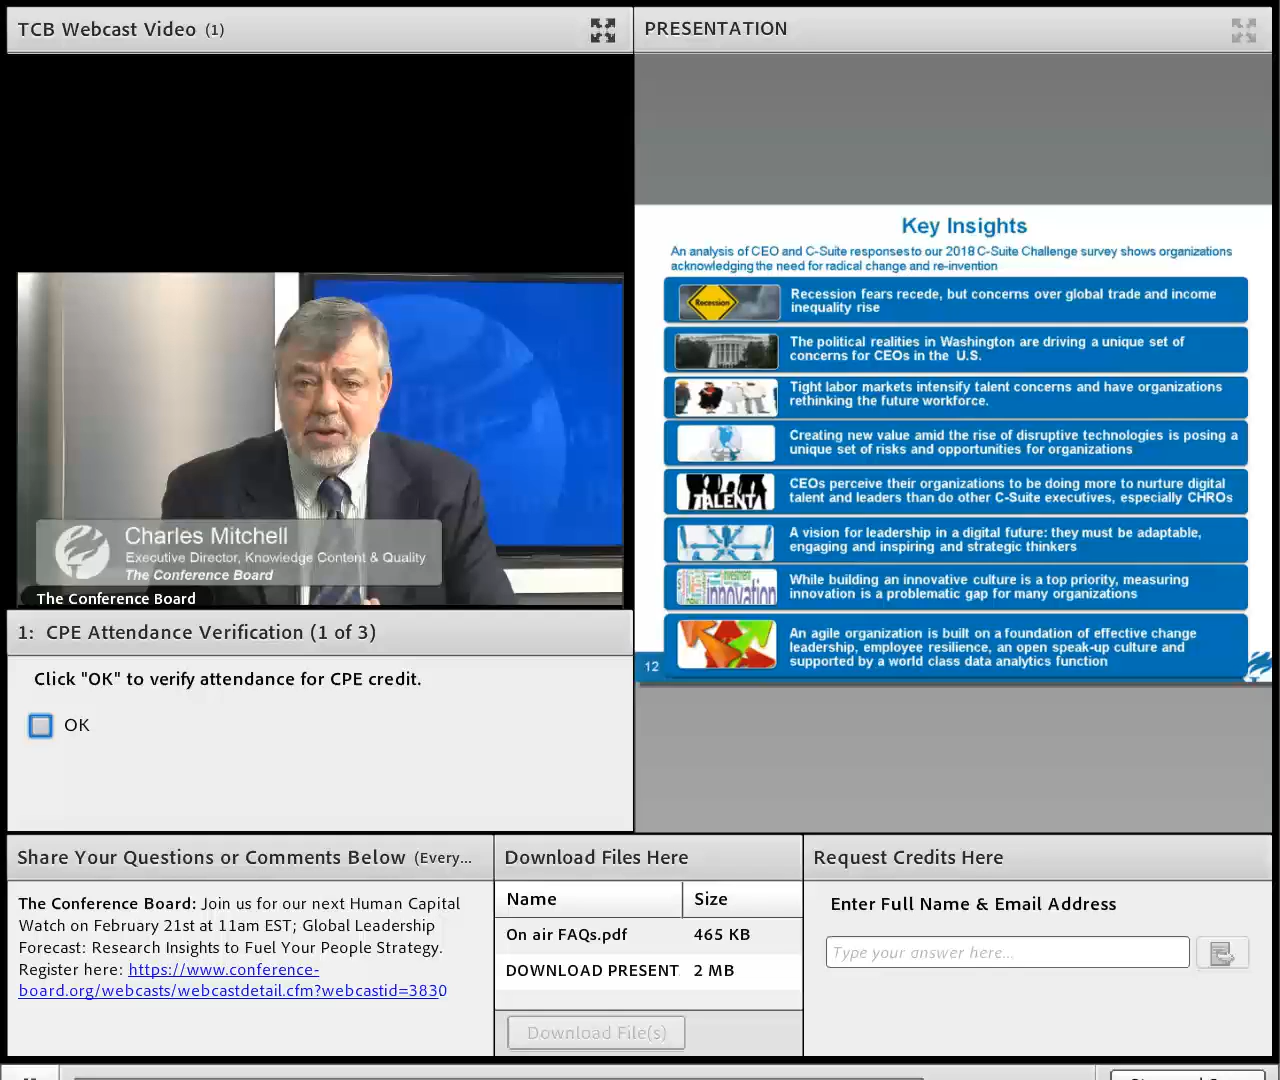 TCB Webcast Video (1)
PRESENTATION
Charles Mitchell
Executive Director, Knowledge Content & Quality
The Conference Board
The Conference Board
Key Insights
An analysis of CEO and C-Suite responses to our 2018 C-Suite Challenge survey shows organizations
acknowledging the need for radical change and re-invention
Recession
Recession fears recede, but concerns over global trade and income
inequality rise
The political realities in Washington are driving a unique set of
concerns for CEOs in the U.S.
Tight labor markets intensify talent concerns and have organizations
rethinking the future workforce.
Creating new value amid the rise of disruptive technologies is posing a
unique set of risks and opportunities for organizations
TALENT
CEOs perceive their organizations to be doing more to nurture digital
talent and leaders than do other C-Suite executives, especially CHROs
A vision for leadership in a digital future: they must be adaptable,
engaging and inspiring and strategic thinkers
innovation
While building an innovative culture is a top priority, measuring
innovation is a problematic gap for many organizations
An agile organization is built on a foundation of effective change
leadership, employee resilience, an open speak-up culture and
supported by a world class data analytics function
12
1: CPE Attendance Verification (1 of 3)
Click "OK" to verify attendance for CPE credit.
OK
Share Your Questions or Comments Below (Every...
The Conference Board: Join us for our next Human Capital
Watch on February 21st at 11am EST; Global Leadership
Forecast: Research Insights to Fuel Your People Strategy.
Register here: https://www.conference-
board.org/webcasts/webcastdetail.cfm?webcastid=3830
Download Files Here
Name Size
On air FAQs.pdf 465 KB
DOWNLOAD PRESENT 2 MB
Download File(s)
Request Credits Here
Enter Full Name & Email Address
Type your answer here...